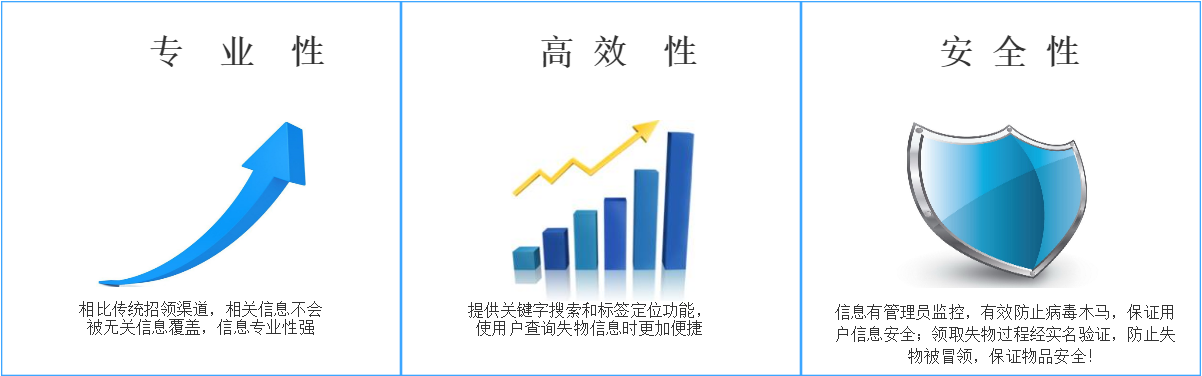 专 业 性
相比传统招领渠道，相关信息不会
被无关信息覆盖，信息专业性强
高 效 性
提供关键字搜索和标签定位功能，
使用户查询失物信息时更加便捷
安 全 性
信息有管理员监控，有效防止病毒木马，保证用
户信息安全；领取失物过程经实名验证，防止失
物被冒领，保证物品安全！